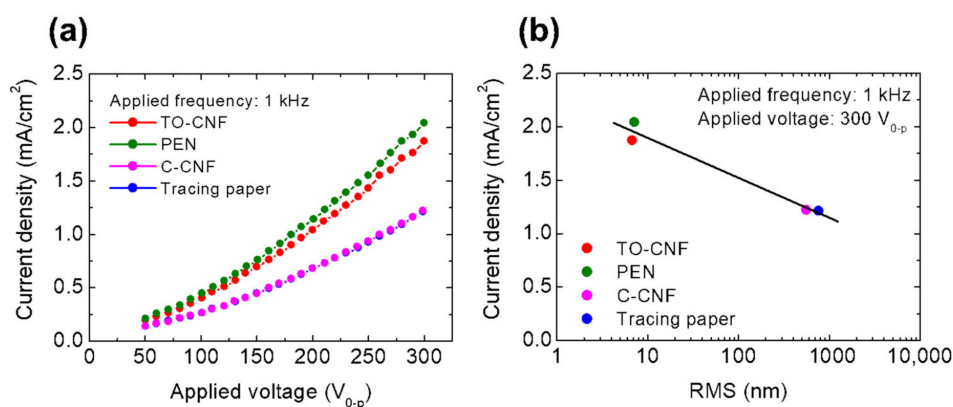 (a)
Current density (mA/cm²)
2.5
2.0
1.5
1.0
0.5
0.0
Applied frequency: 1 kHz
TO-CNF
PEN
C-CNF
Tracing paper
0 50 100 150 200 250 300
Applied voltage (V0-p)
(b)
Current density (mA/cm²)
2.5
2.0
1.5
1.0
0.5
0.0
Applied frequency: 1 kHz
Applied voltage: 300 V0-p
TO-CNF
PEN
C-CNF
Tracing paper
1 10 100 1000 10,000
RMS (nm)